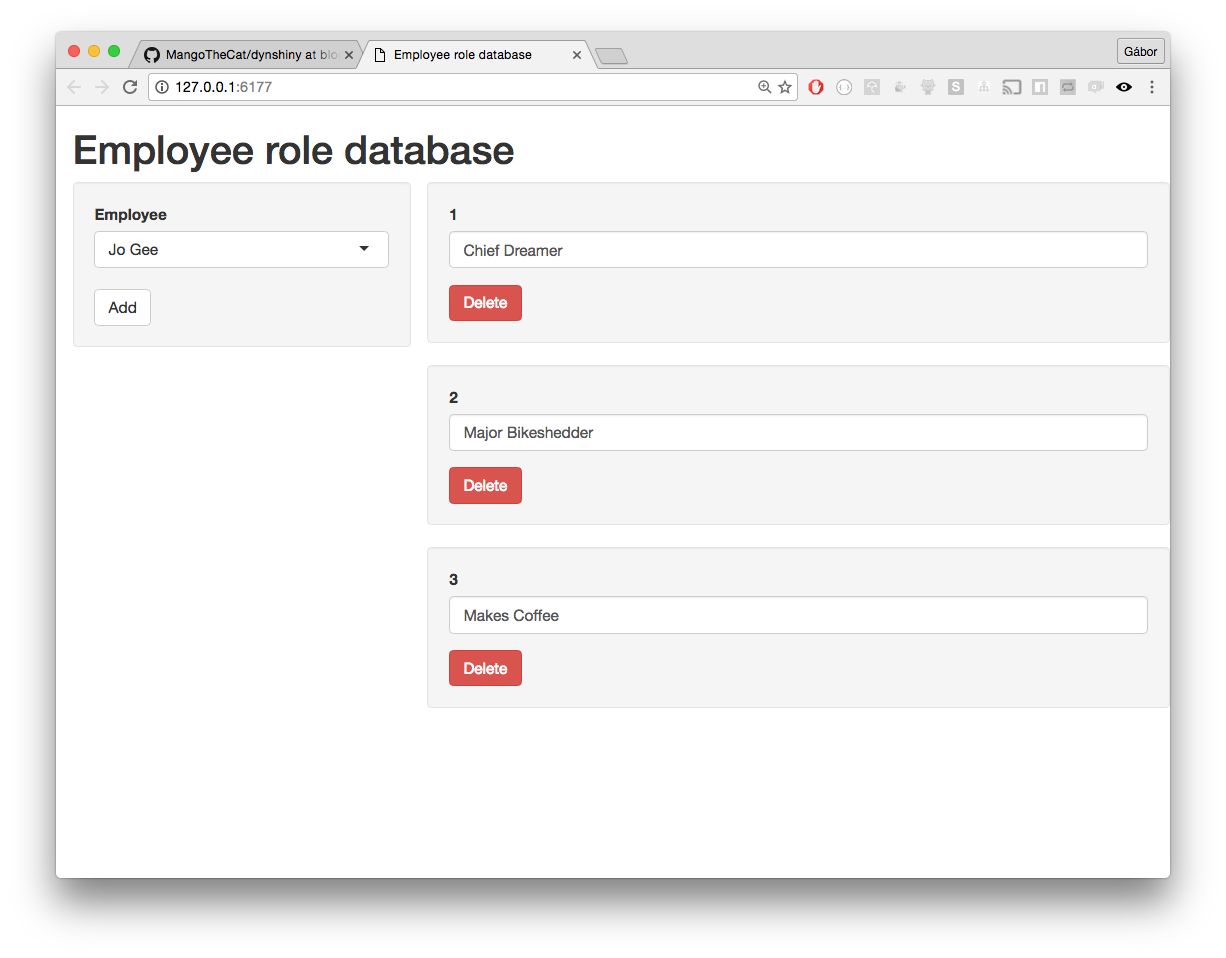 MangoTheCat/dynshiny at blo
Employee role database
Gábor
127.0.0.1:6177
Employee role database
Employee
Jo Gee
Add
1
Chief Dreamer
Delete
2
Major Bikeshedder
Delete
3
Makes Coffee
Delete